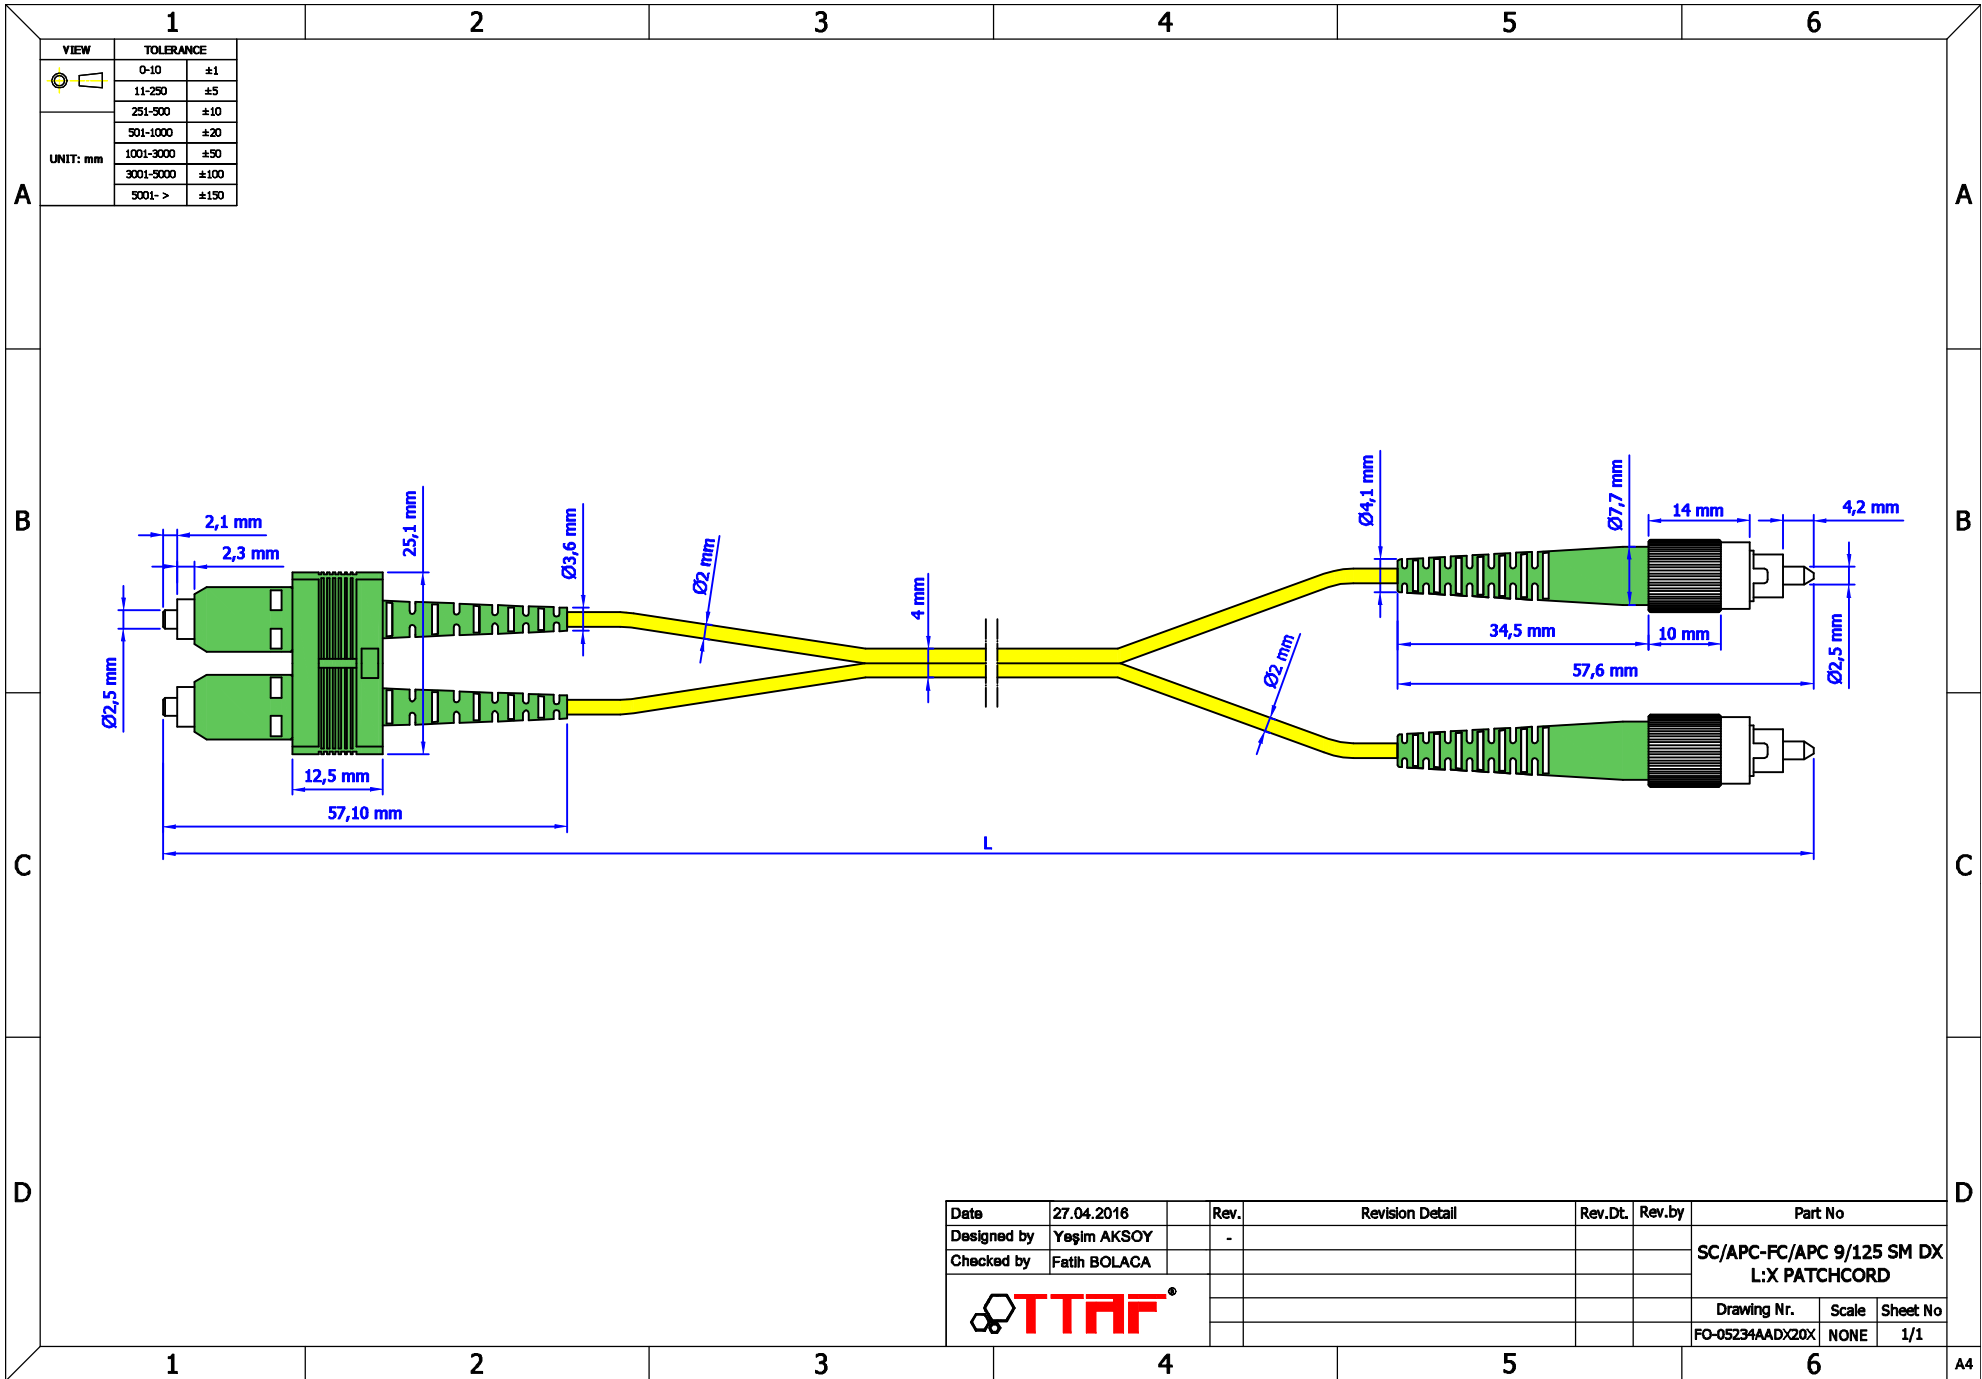 1 2 3 4 5 6
VIEW TOLERANCE
0-10 ±1
11-250 ±5
251-500 ±10
501-1000 ±20
UNIT: mm 1001-3000 ±50
3001-5000 ±100
5001- > ±150
A A
B B
2,1 mm
2,3 mm
25,1 mm
Ø3,6 mm
Ø2 mm
4 mm
Ø2,5 mm
12,5 mm
57,10 mm
Ø4,1 mm
Ø7,7 mm
14 mm
4,2 mm
34,5 mm
10 mm
57,6 mm
Ø2,5 mm
Ø2 mm
L
C C
D D
Date 27.04.2016 Rev. Revision Detail Rev.Dt. Rev.by Part No
Designed by Yeşim AKSOY -
Checked by Fatih BOLACA
SC/APC-FC/APC 9/125 SM DX
L:X PATCHCORD
TTAF®
Drawing Nr. Scale Sheet No
FO-05234AADX20X NONE 1/1
1 2 3 4 5 6 A4